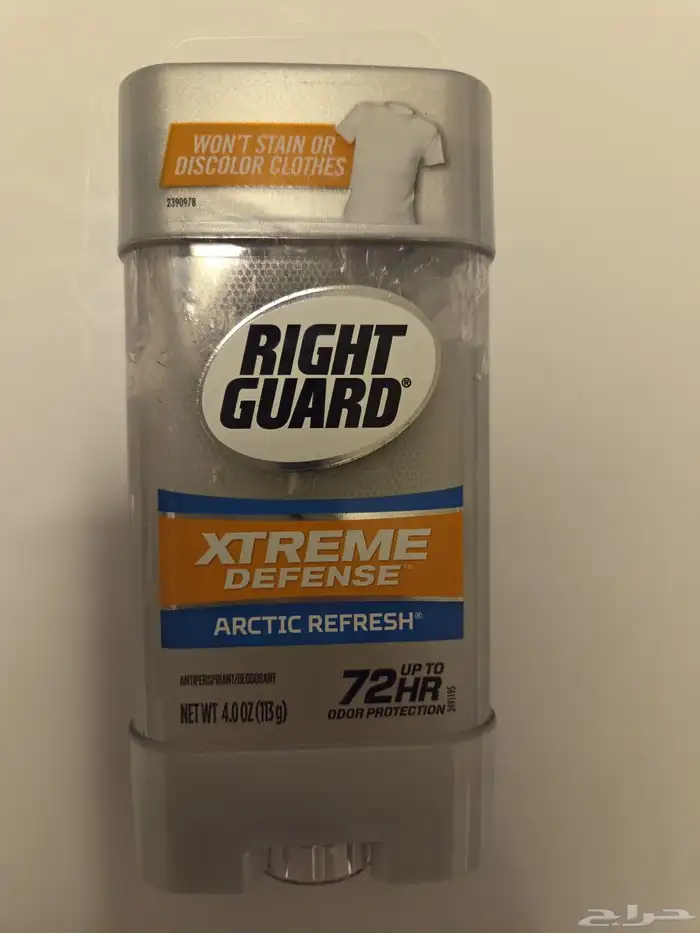 WON'T STAIN OR
DISCOLOR CLOTHES
2390978
RIGHT
GUARD®
XTREME
DEFENSE™
ARCTIC REFRESH®
ANTIPERSPIRANT/DEODORANT
NET WT 4.0 OZ (113 g)
UP TO
72HR
ODOR PROTECTION
2691195
حراج